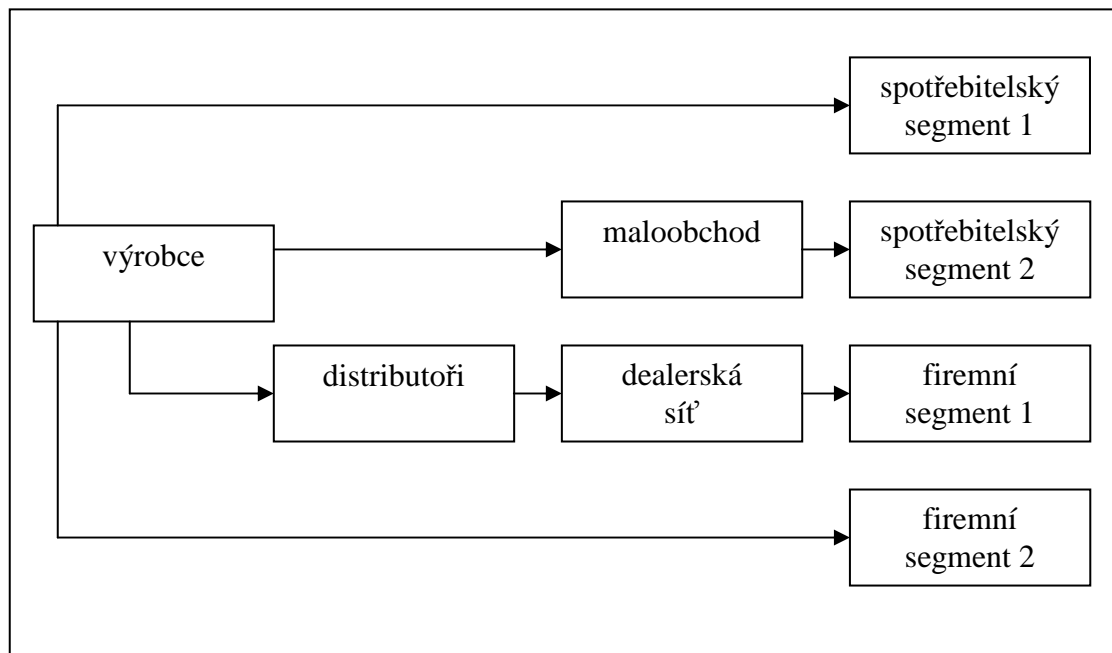 spotřebitelský
segment 1
výrobce
maloobchod
spotřebitelský
segment 2
distributoři
dealerská
síť
firemní
segment 1
firemní
segment 2